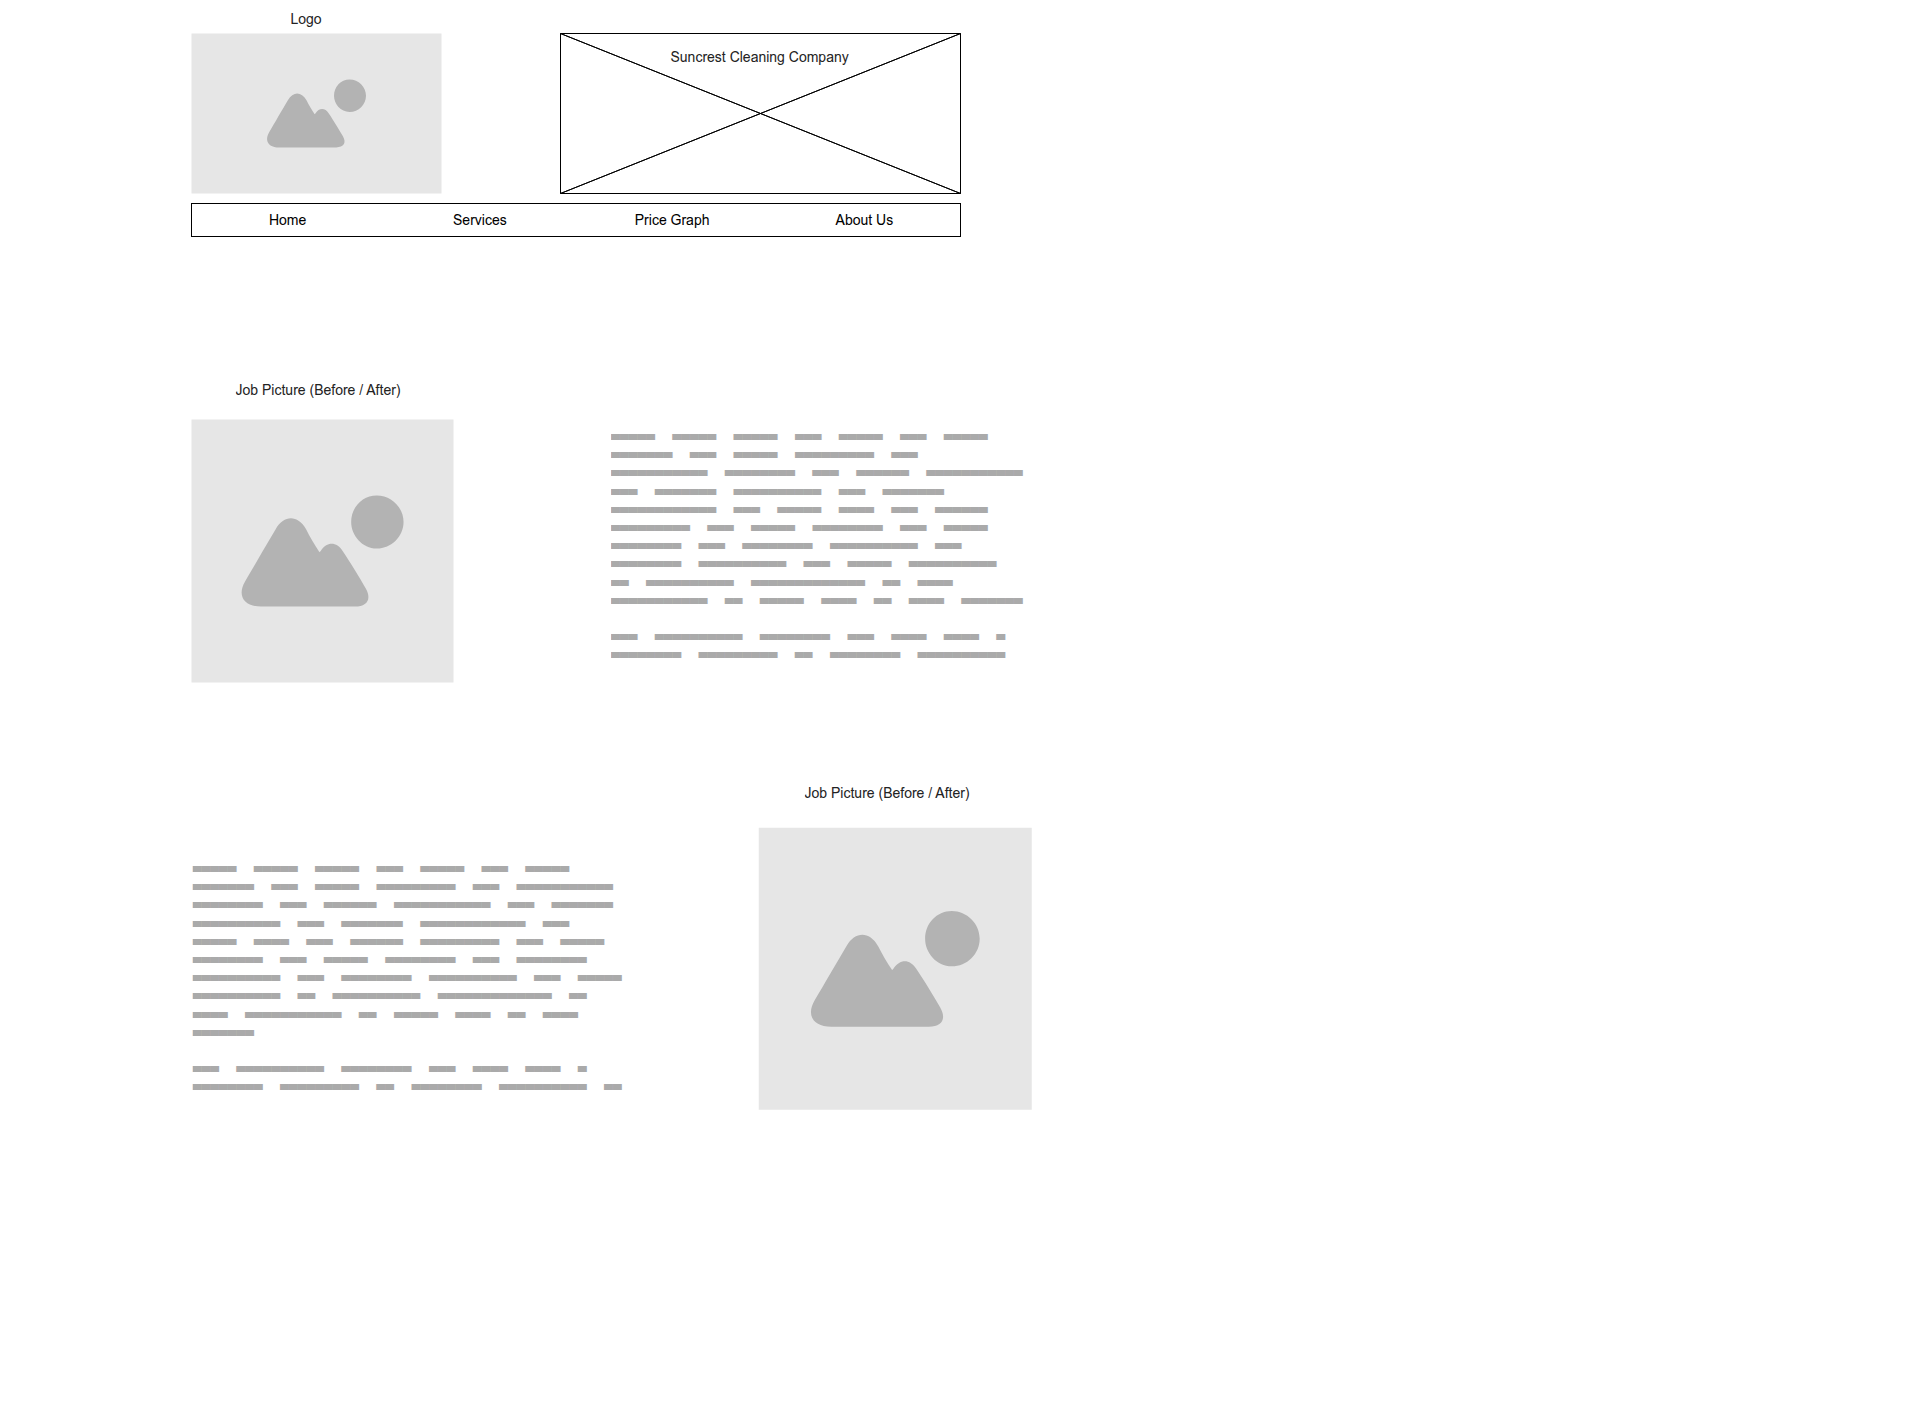 Logo
Suncrest Cleaning Company
Home Services Price Graph About Us
Job Picture (Before / After)
Job Picture (Before / After)